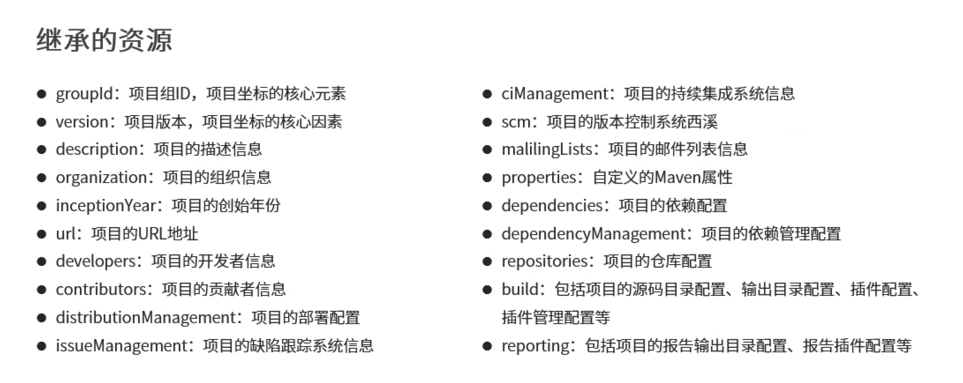 继承的资源
● groupId：项目组ID，项目坐标的核心元素
● version：项目版本，项目坐标的核心因素
● description：项目的描述信息
● organization：项目的组织信息
● inceptionYear：项目的创始年份
● url：项目的URL地址
● developers：项目的开发者信息
● contributors：项目的贡献者信息
● distributionManagement：项目的部署配置
● issueManagement：项目的缺陷跟踪系统信息
● ciManagement：项目的持续集成系统信息
● scm：项目的版本控制系统西溪
● malilingLists：项目的邮件列表信息
● properties：自定义的Maven属性
● dependencies：项目的依赖配置
● dependencyManagement：项目的依赖管理配置
● repositories：项目的仓库配置
● build：包括项目的源码目录配置、输出目录配置、插件配置、
插件管理配置等
● reporting：包括项目的报告输出目录配置、报告插件配置等